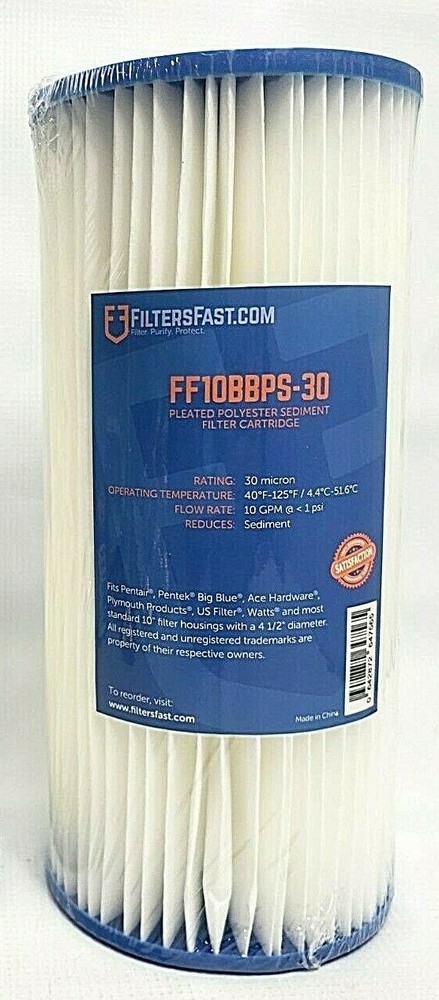 FILTERSFAST.COM
Filter. Purify. Protect.
FF10BBPS-30
PLEATED POLYESTER SEDIMENT
FILTER CARTRIDGE
RATING: 30 micron
OPERATING TEMPERATURE: 40°F-125°F / 4.4°C-51.6°C
FLOW RATE: 10 GPM @ < 1 psi
REDUCES: Sediment
SATISFACTION
Fits Pentair®, Pentek® Big Blue®, Ace Hardware®,
Plymouth Products®, US Filter®, Watts® and most
standard 10" filter housings with a 4 1/2" diameter.
All registered and unregistered trademarks are
property of their respective owners.
To reorder, visit:
www.filtersfast.com
Made in China